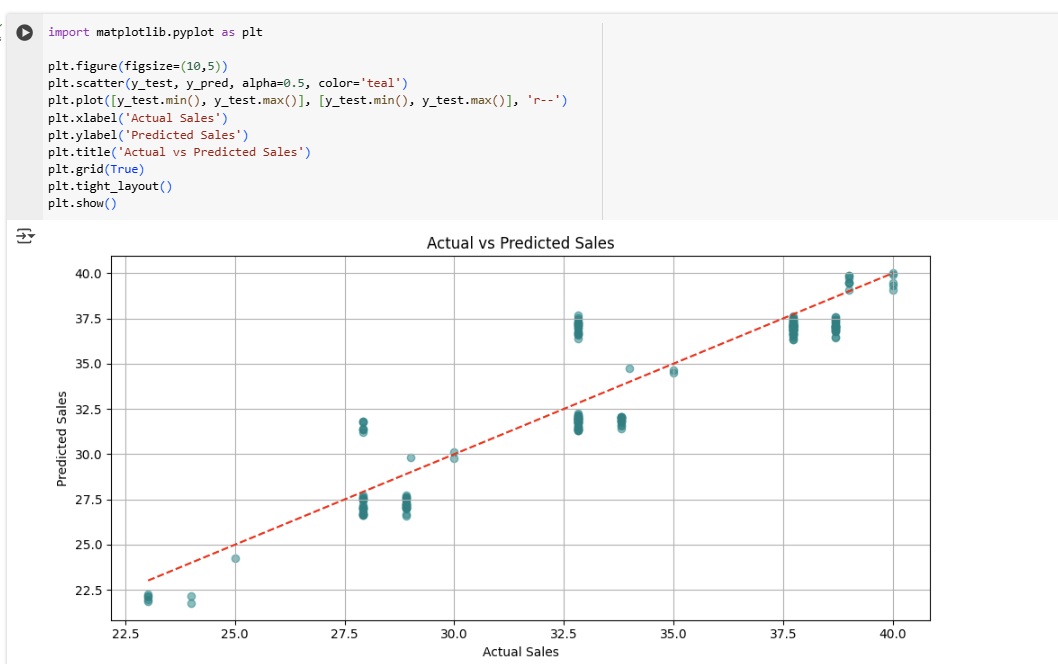 import matplotlib.pyplot as plt
plt.figure(figsize=(10,5))
plt.scatter(y_test, y_pred, alpha=0.5, color='teal')
plt.plot([y_test.min(), y_test.max()], [y_test.min(), y_test.max()], 'r--')
plt.xlabel('Actual Sales')
plt.ylabel('Predicted Sales')
plt.title('Actual vs Predicted Sales')
plt.grid(True)
plt.tight_layout()
plt.show()
Actual vs Predicted Sales
40.0
37.5
35.0
32.5
30.0
27.5
25.0
22.5
Predicted Sales
22.5 25.0 27.5 30.0 32.5 35.0 37.5 40.0
Actual Sales